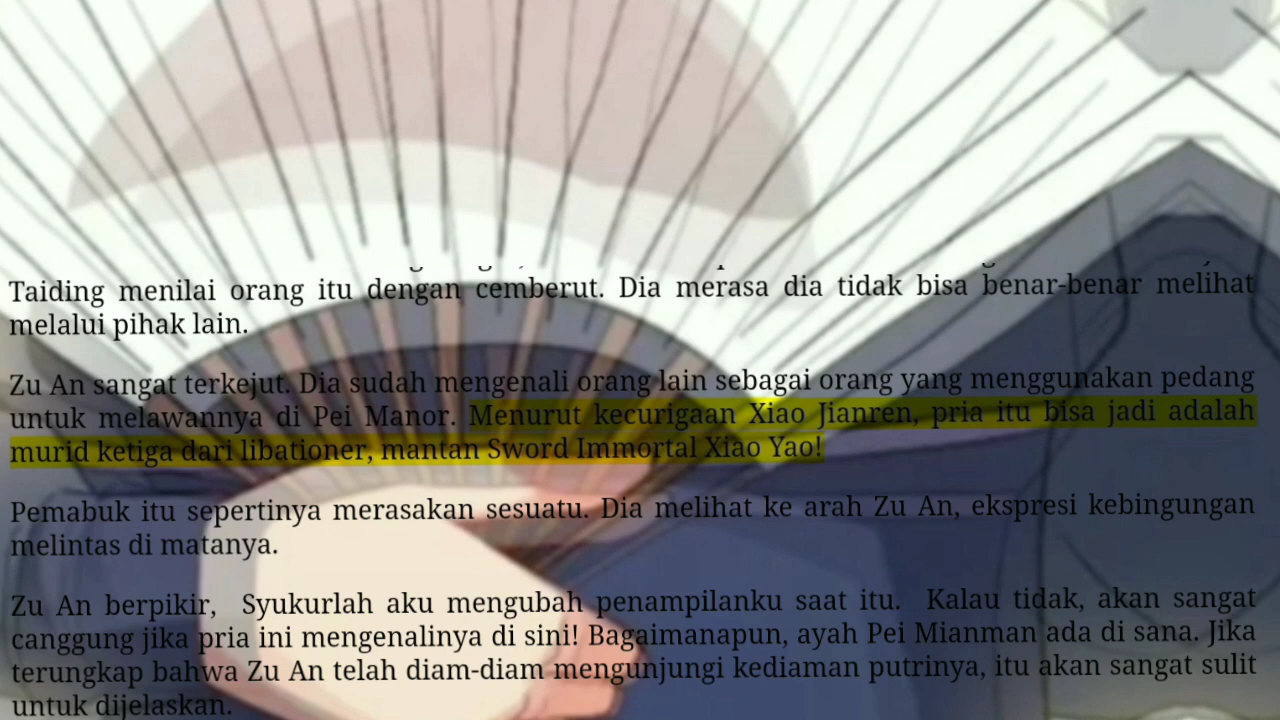 Taiding menilai orang itu dengan cemberut. Dia merasa dia tidak bisa benar-benar melihat
melalui pihak lain.
Zu An sangat terkejut. Dia sudah mengenali orang lain sebagai orang yang menggunakan pedang
untuk melawannya di Pei Manor. Menurut kecurigaan Xiao Jianren, pria itu bisa jadi adalah
murid ketiga dari libationer, mantan Sword Immortal Xiao Yao!
Pemabuk itu sepertinya merasakan sesuatu. Dia melihat ke arah Zu An, ekspresi kebingungan
melintas di matanya.
Zu An berpikir, Syukurlah aku mengubah penampilanku saat itu. Kalau tidak, akan sangat
canggung jika pria ini mengenalinya di sini! Bagaimanapun, ayah Pei Mianman ada di sana. Jika
terungkap bahwa Zu An telah diam-diam mengunjungi kediaman putrinya, itu akan sangat sulit
untuk dijelaskan.